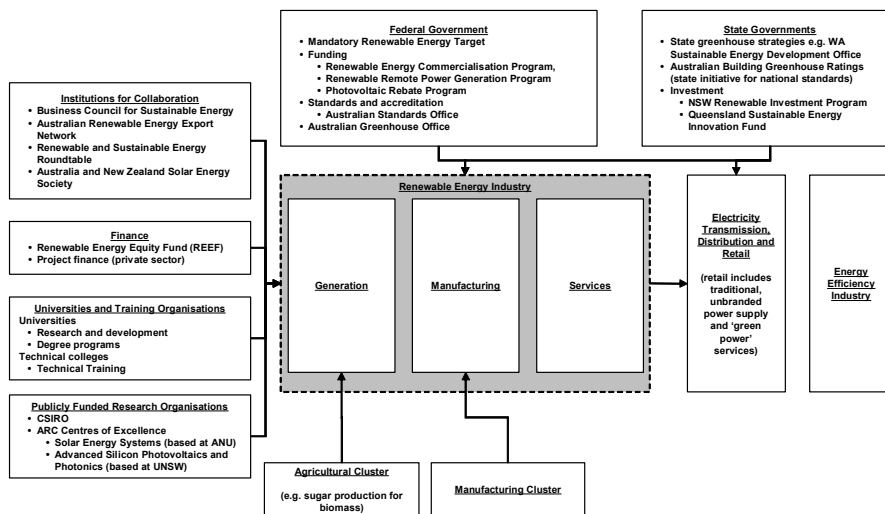 Federal Government
• Mandatory Renewable Energy Target
• Funding
• Renewable Energy Commercialisation Program,
• Renewable Remote Power Generation Program
• Photovoltaic Rebate Program
• Standards and accreditation
• Australian Standards Office
• Australian Greenhouse Office
State Governments
• State greenhouse strategies e.g. WA
Sustainable Energy Development Office
• Australian Building Greenhouse Ratings
(state initiative for national standards)
• Investment
• NSW Renewable Investment Program
• Queensland Sustainable Energy
Innovation Fund
Institutions for Collaboration
• Business Council for Sustainable Energy
• Australian Renewable Energy Export
Network
• Renewable and Sustainable Energy
Roundtable
• Australia and New Zealand Solar Energy
Society
Finance
• Renewable Energy Equity Fund (REEF)
• Project finance (private sector)
Universities and Training Organisations
Universities
• Research and development
• Degree programs
Technical colleges
• Technical Training
Publicly Funded Research Organisations
• CSIRO
• ARC Centres of Excellence
• Solar Energy Systems (based at ANU)
• Advanced Silicon Photovoltaics and
Photonics (based at UNSW)
Renewable Energy Industry
Generation
Manufacturing
Services
Electricity
Transmission,
Distribution and
Retail
(retail includes
traditional,
unbranded
power supply
and ‘green
power’
services)
Energy
Efficiency
Industry
Agricultural Cluster
(e.g. sugar production for
biomass)
Manufacturing Cluster